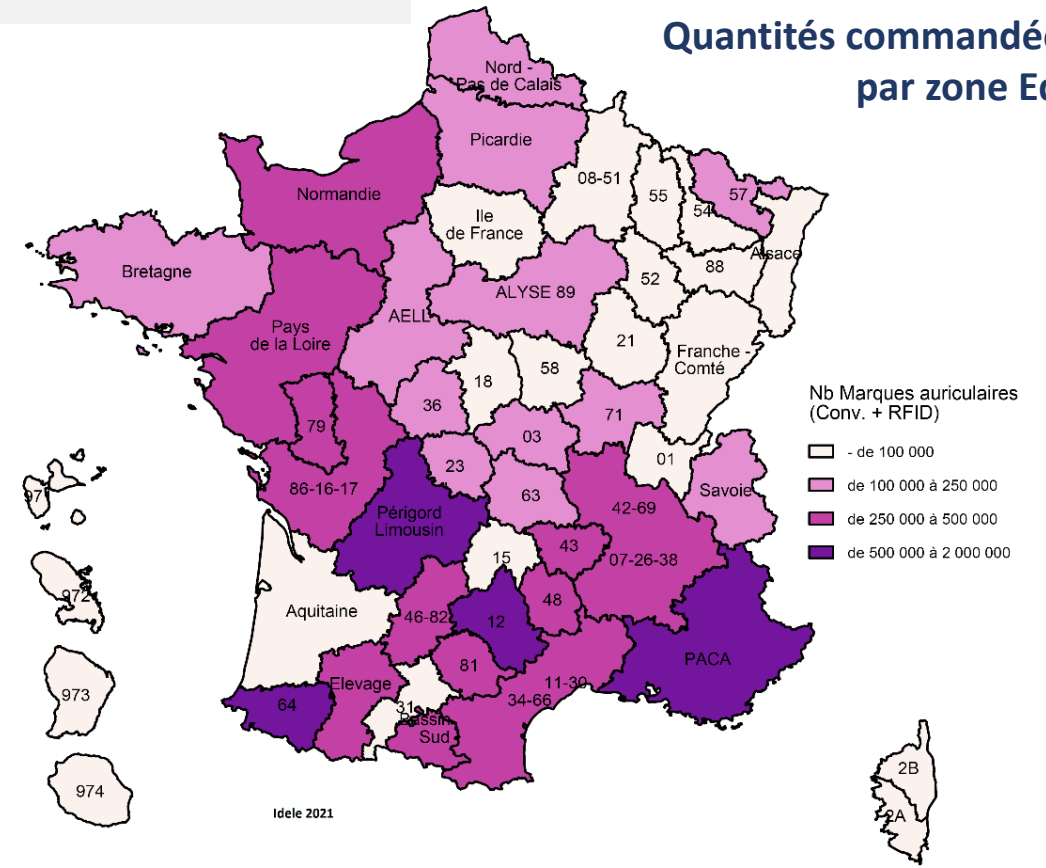 Quantités commandé
par zone
Nord -
Pas de Calais
Picardie
08-51
55
54
57
Normandie
Ile
de France
Alsace
88
52
Bretagne
ALYSE 89
AELL
Pays
de la Loire
21
Franche -
Comté
58
18
36
71
79
03
01
23
86-16-17
63
Savoie
42-69
Périgord
Limousin
43
15
07-26-38
48
Aquitaine
46-82
12
PACA
81
Elevage
11-30
34-66
64
31
Bassin
Sud
Nb Marques auriculaires
(Conv. + RFID)
- de 100 000
de 100 000 à 250 000
de 250 000 à 500 000
de 500 000 à 2 000 000
971
972
973
974
2B
2A
Idele 2021